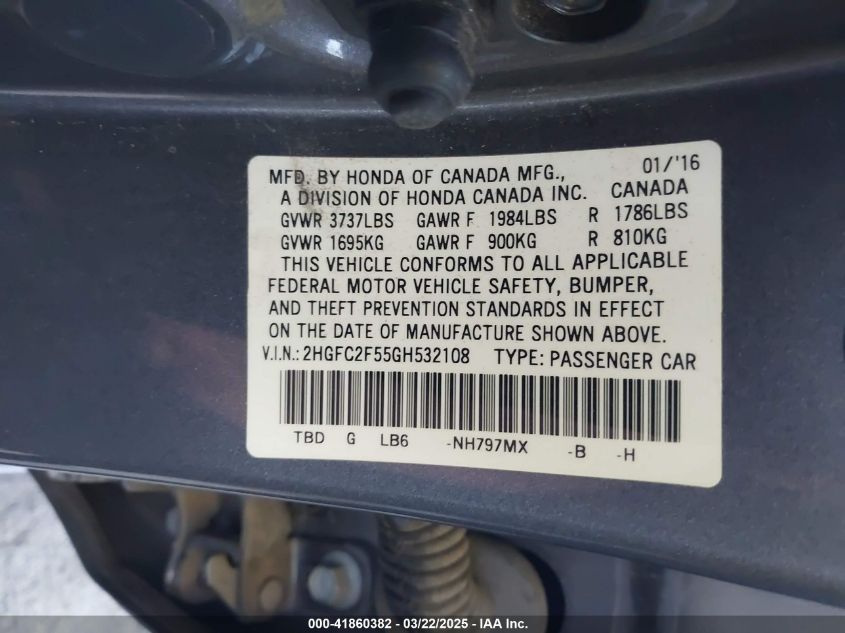 MFD. BY HONDA OF CANADA MFG., 01/'16
A DIVISION OF HONDA CANADA INC. CANADA
GVWR 3737LBS GAWR F 1984LBS R 1786LBS
GVWR 1695KG GAWR F 900KG R 810KG
THIS VEHICLE CONFORMS TO ALL APPLICABLE
FEDERAL MOTOR VEHICLE SAFETY, BUMPER,
AND THEFT PREVENTION STANDARDS IN EFFECT
ON THE DATE OF MANUFACTURE SHOWN ABOVE.
V.I.N.: 2HGFC2F55GH532108 TYPE: PASSENGER CAR
TBD G LB6 -NH797MX -B -H
000-41860382 - 03/22/2025 - IAAI.COM